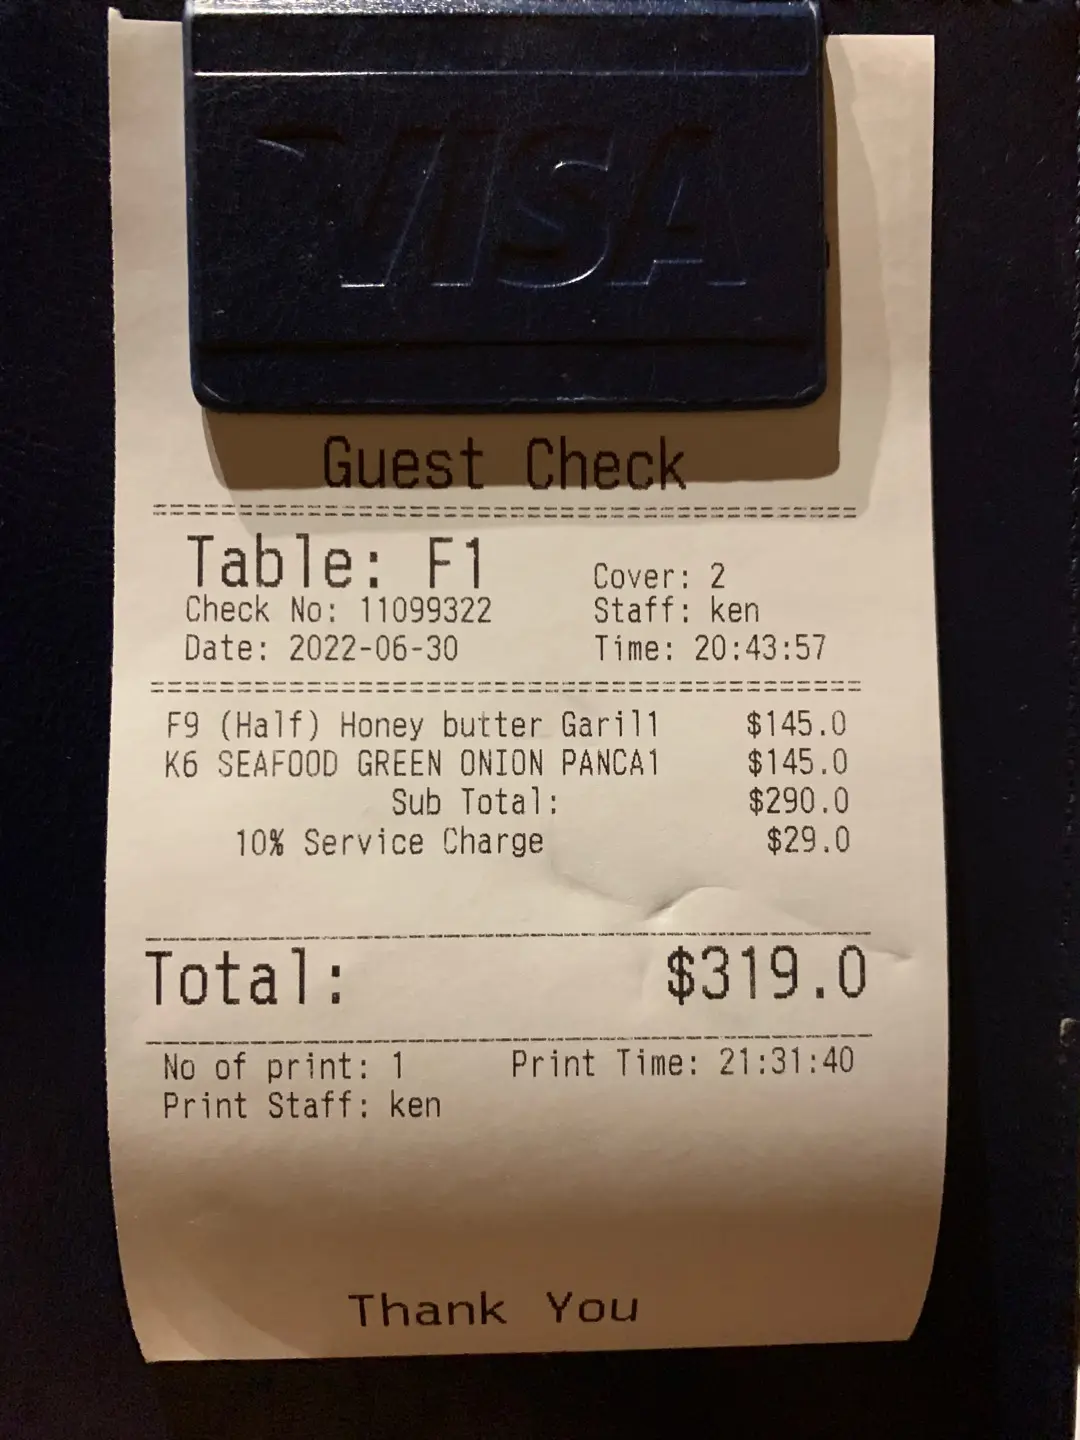 VISA
Guest Check
================================================
Table: F1
Cover: 2
Check No: 11099322
Staff: ken
Date: 2022-06-30
Time: 20:43:57
================================================
F9 (Half) Honey butter Garil1 $145.0
K6 SEAFOOD GREEN ONION PANCA1 $145.0
Sub Total: $290.0
10% Service Charge $29.0
Total: $319.0
No of print: 1 Print Time: 21:31:40
Print Staff: ken
Thank You